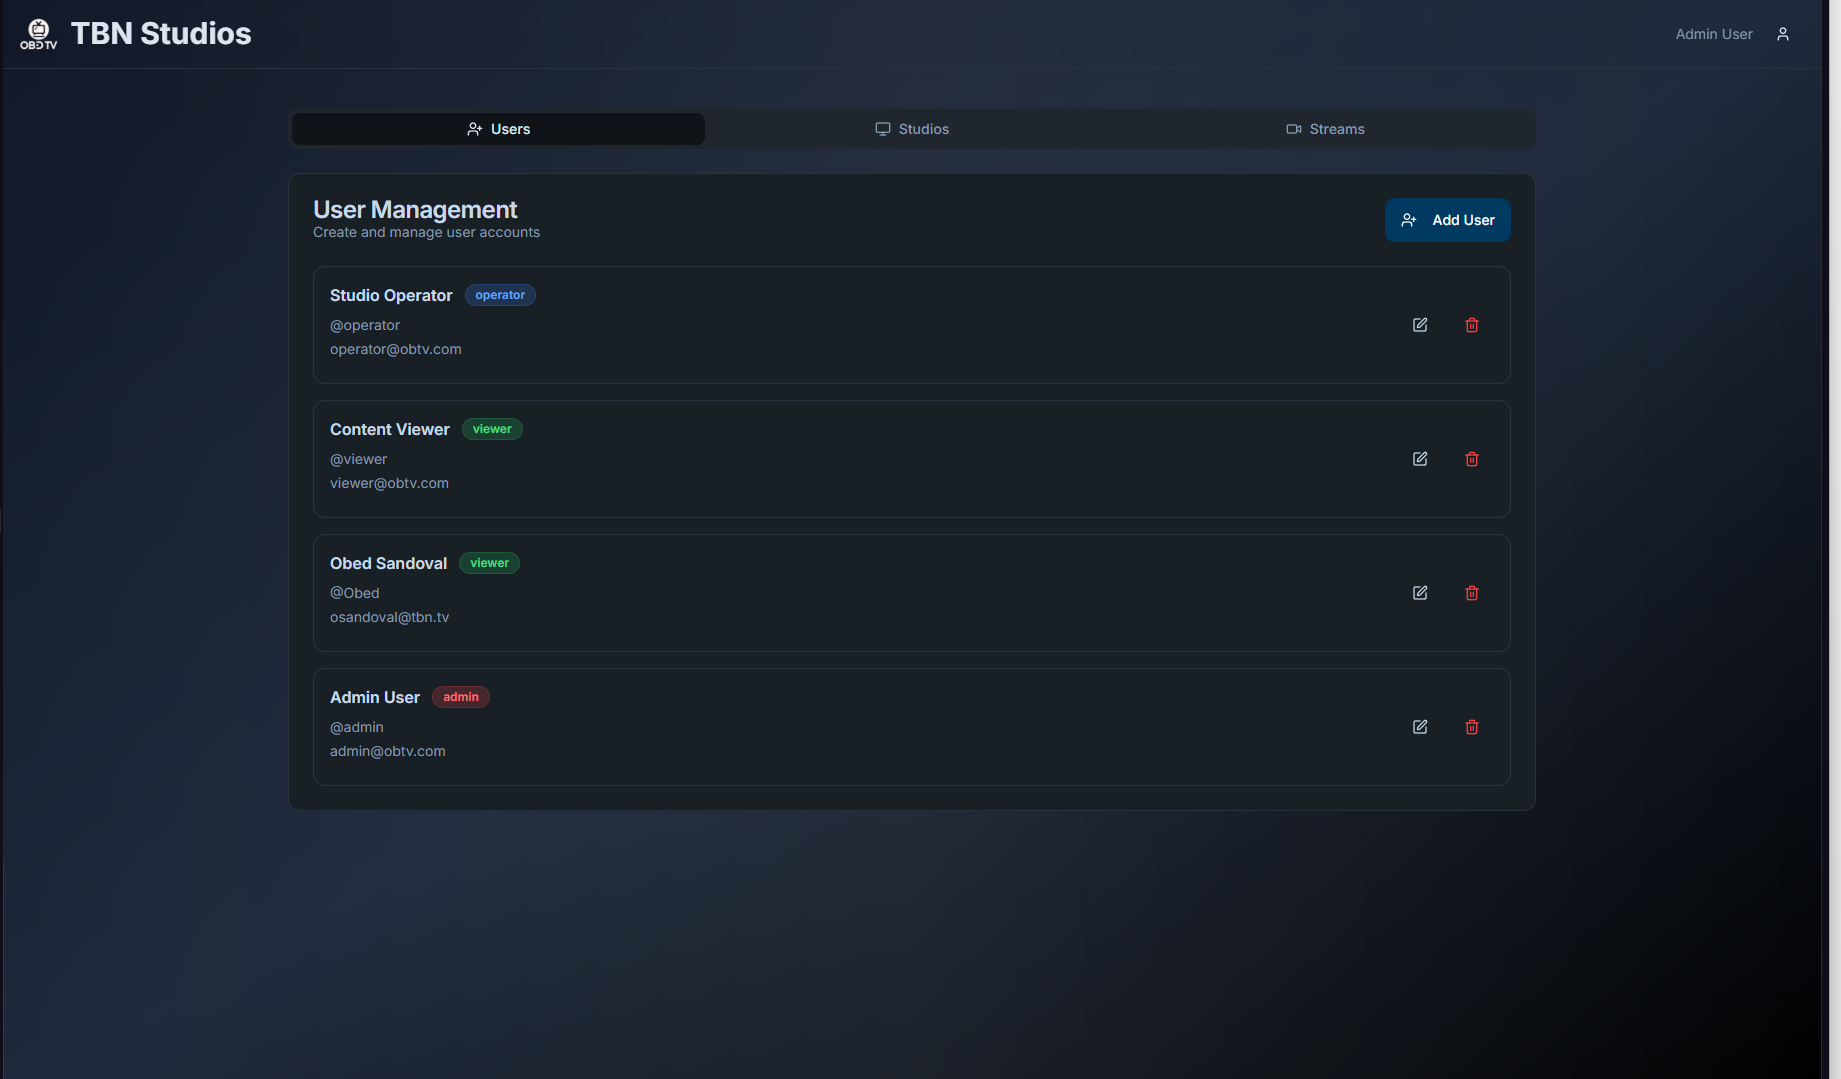 OBDTV
TBN Studios
Admin User
Users
Studios
Streams
User Management
Create and manage user accounts
Add User
Studio Operator operator
@operator
operator@obtv.com
Content Viewer viewer
@viewer
viewer@obtv.com
Obed Sandoval viewer
@Obed
osandoval@tbn.tv
Admin User admin
@admin
admin@obtv.com